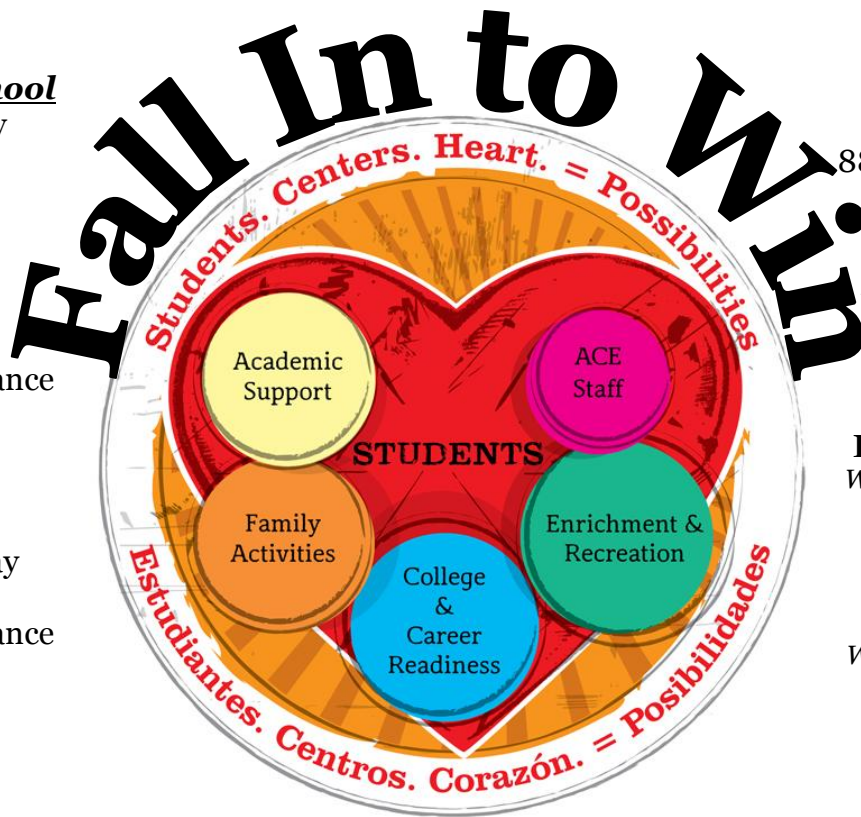 Fall In to Win
Students. Centers. Heart. = Possibilities
Academic
Support
ACE
Staff
STUDENTS
Family
Activities
Enrichment &
Recreation
College
&
Career
Readiness
Estudiantes. Centros. Corazón. = Posibilidades